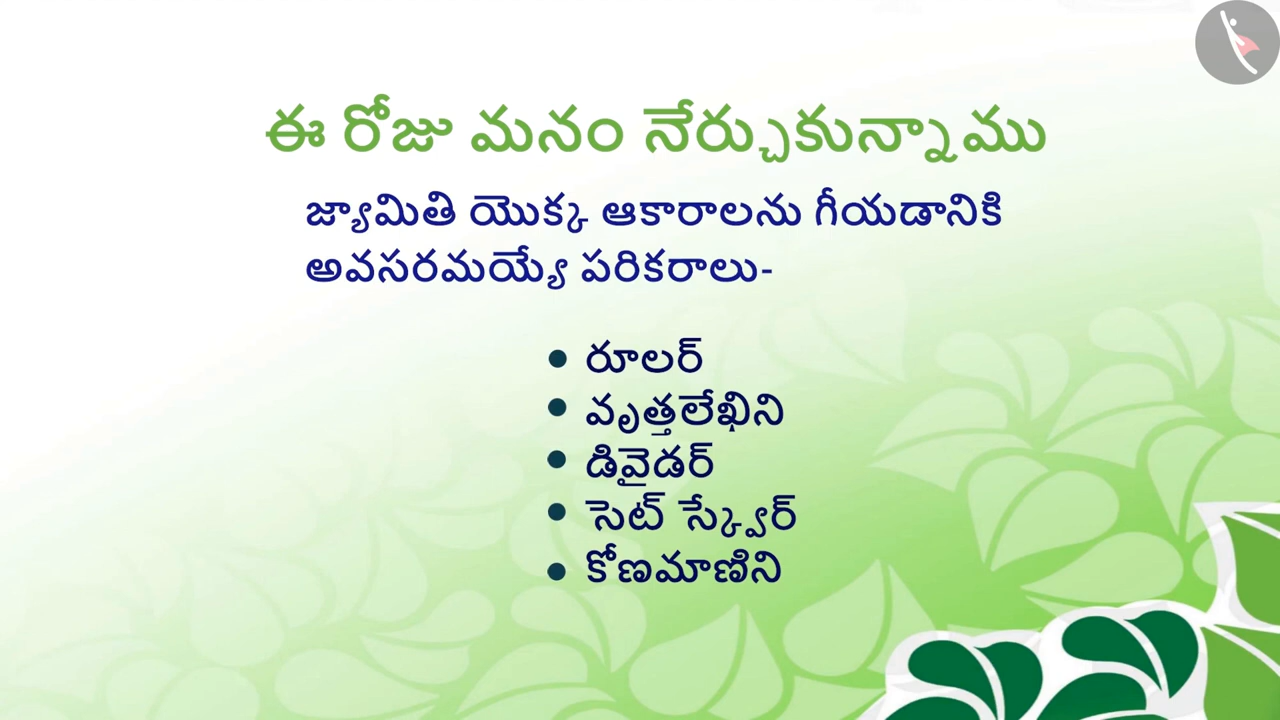 ఈ రోజు మనం నేర్చుకున్నాము
జ్యామితి యొక్క ఆకారాలను గీయడానికి
అవసరమయ్యే పరికరాలు-
• రూలర్
• వృత్తలేఖిని
• డివైడర్
• సెట్ స్క్వేర్
• కోణమాణిని